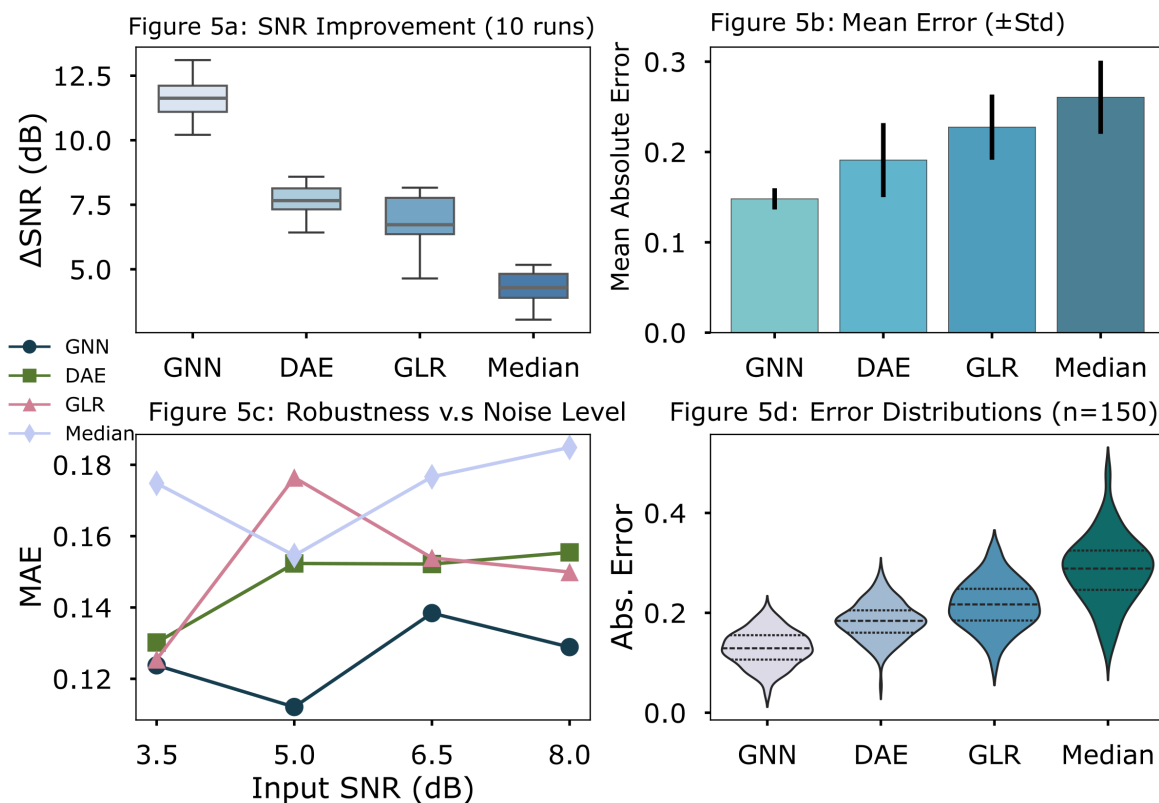 Figure 5a: SNR Improvement (10 runs)
ΔSNR (dB)
12.5
10.0
7.5
5.0
GNN DAE GLR Median
Figure 5b: Mean Error (±Std)
Mean Absolute Error
0.3
0.2
0.1
0.0
GNN DAE GLR Median
GNN
DAE
GLR
Median
Figure 5c: Robustness v.s Noise Level
MAE
0.18
0.16
0.14
0.12
3.5 5.0 6.5 8.0
Input SNR (dB)
Figure 5d: Error Distributions (n=150)
Abs. Error
0.4
0.2
0.0
GNN DAE GLR Median